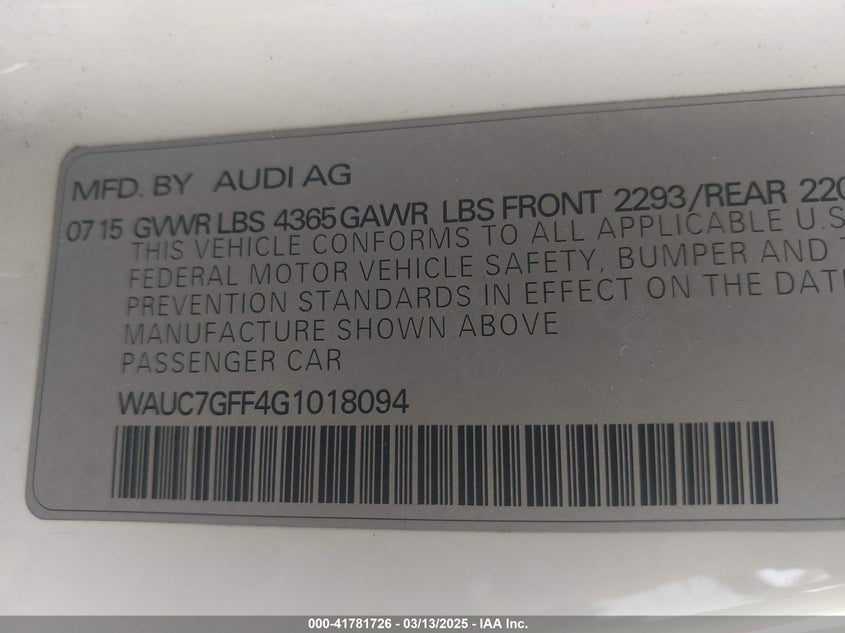 MFD. BY AUDI AG
07 15 GVWR LBS 4365 GAWR LBS FRONT 2293/REAR 220
THIS VEHICLE CONFORMS TO ALL APPLICABLE U.S
FEDERAL MOTOR VEHICLE SAFETY, BUMPER AND T
PREVENTION STANDARDS IN EFFECT ON THE DATE
MANUFACTURE SHOWN ABOVE
PASSENGER CAR
WAUC7GFF4G1018094
000-41781726 - 03/13/2025 - IAA Inc.